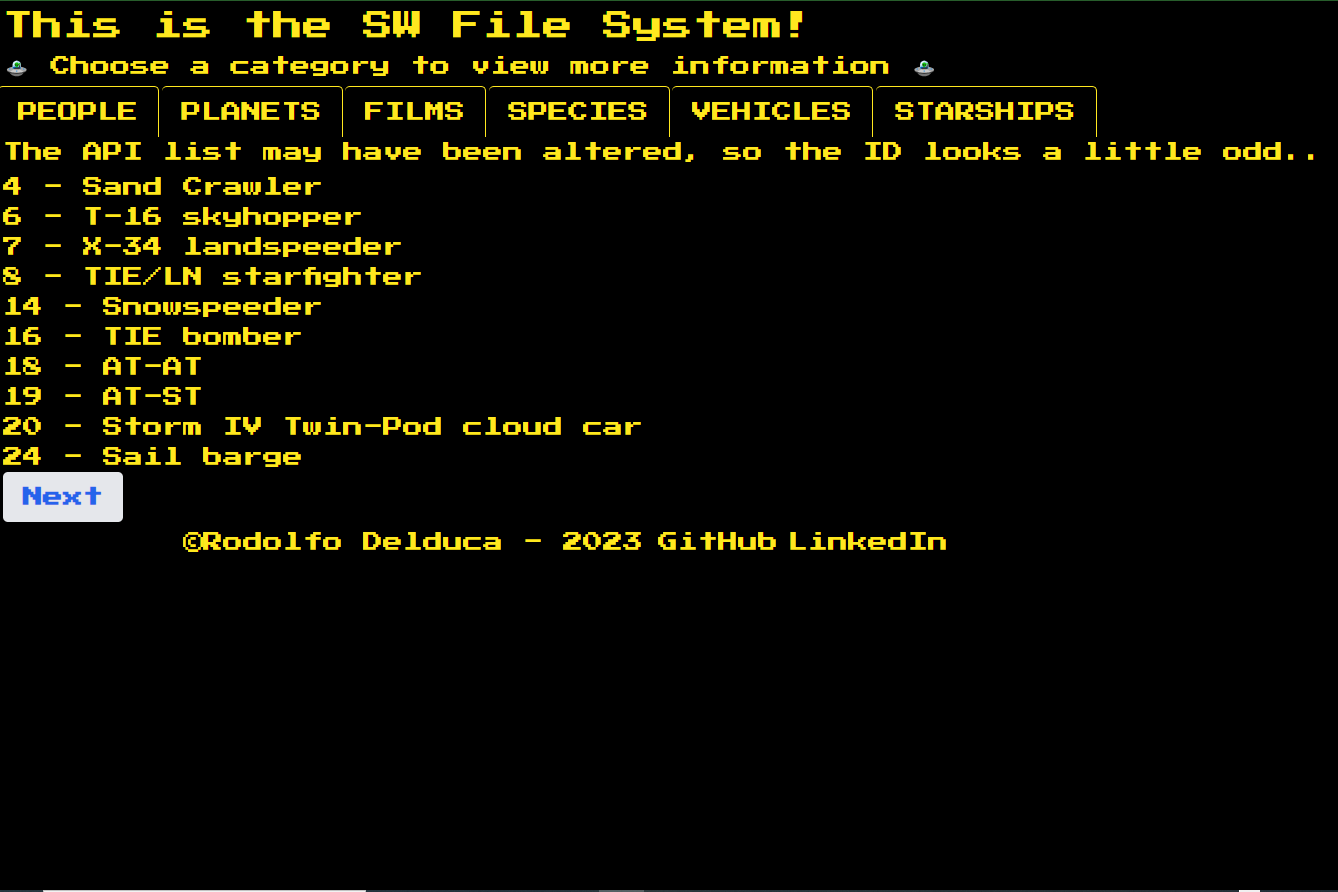 This is the SW File System!
🛸 Choose a category to view more information 🛸
PEOPLE PLANETS FILMS SPECIES VEHICLES STARSHIPS
The API list may have been altered, so the ID looks a little odd..
4 - Sand Crawler
6 - T-16 skyhopper
7 - X-34 landspeeder
8 - TIE/LN starfighter
14 - Snowspeeder
16 - TIE bomber
18 - AT-AT
19 - AT-ST
20 - Storm IV Twin-Pod cloud car
24 - Sail barge
Next
©Rodolfo Delduca - 2023 GitHub LinkedIn